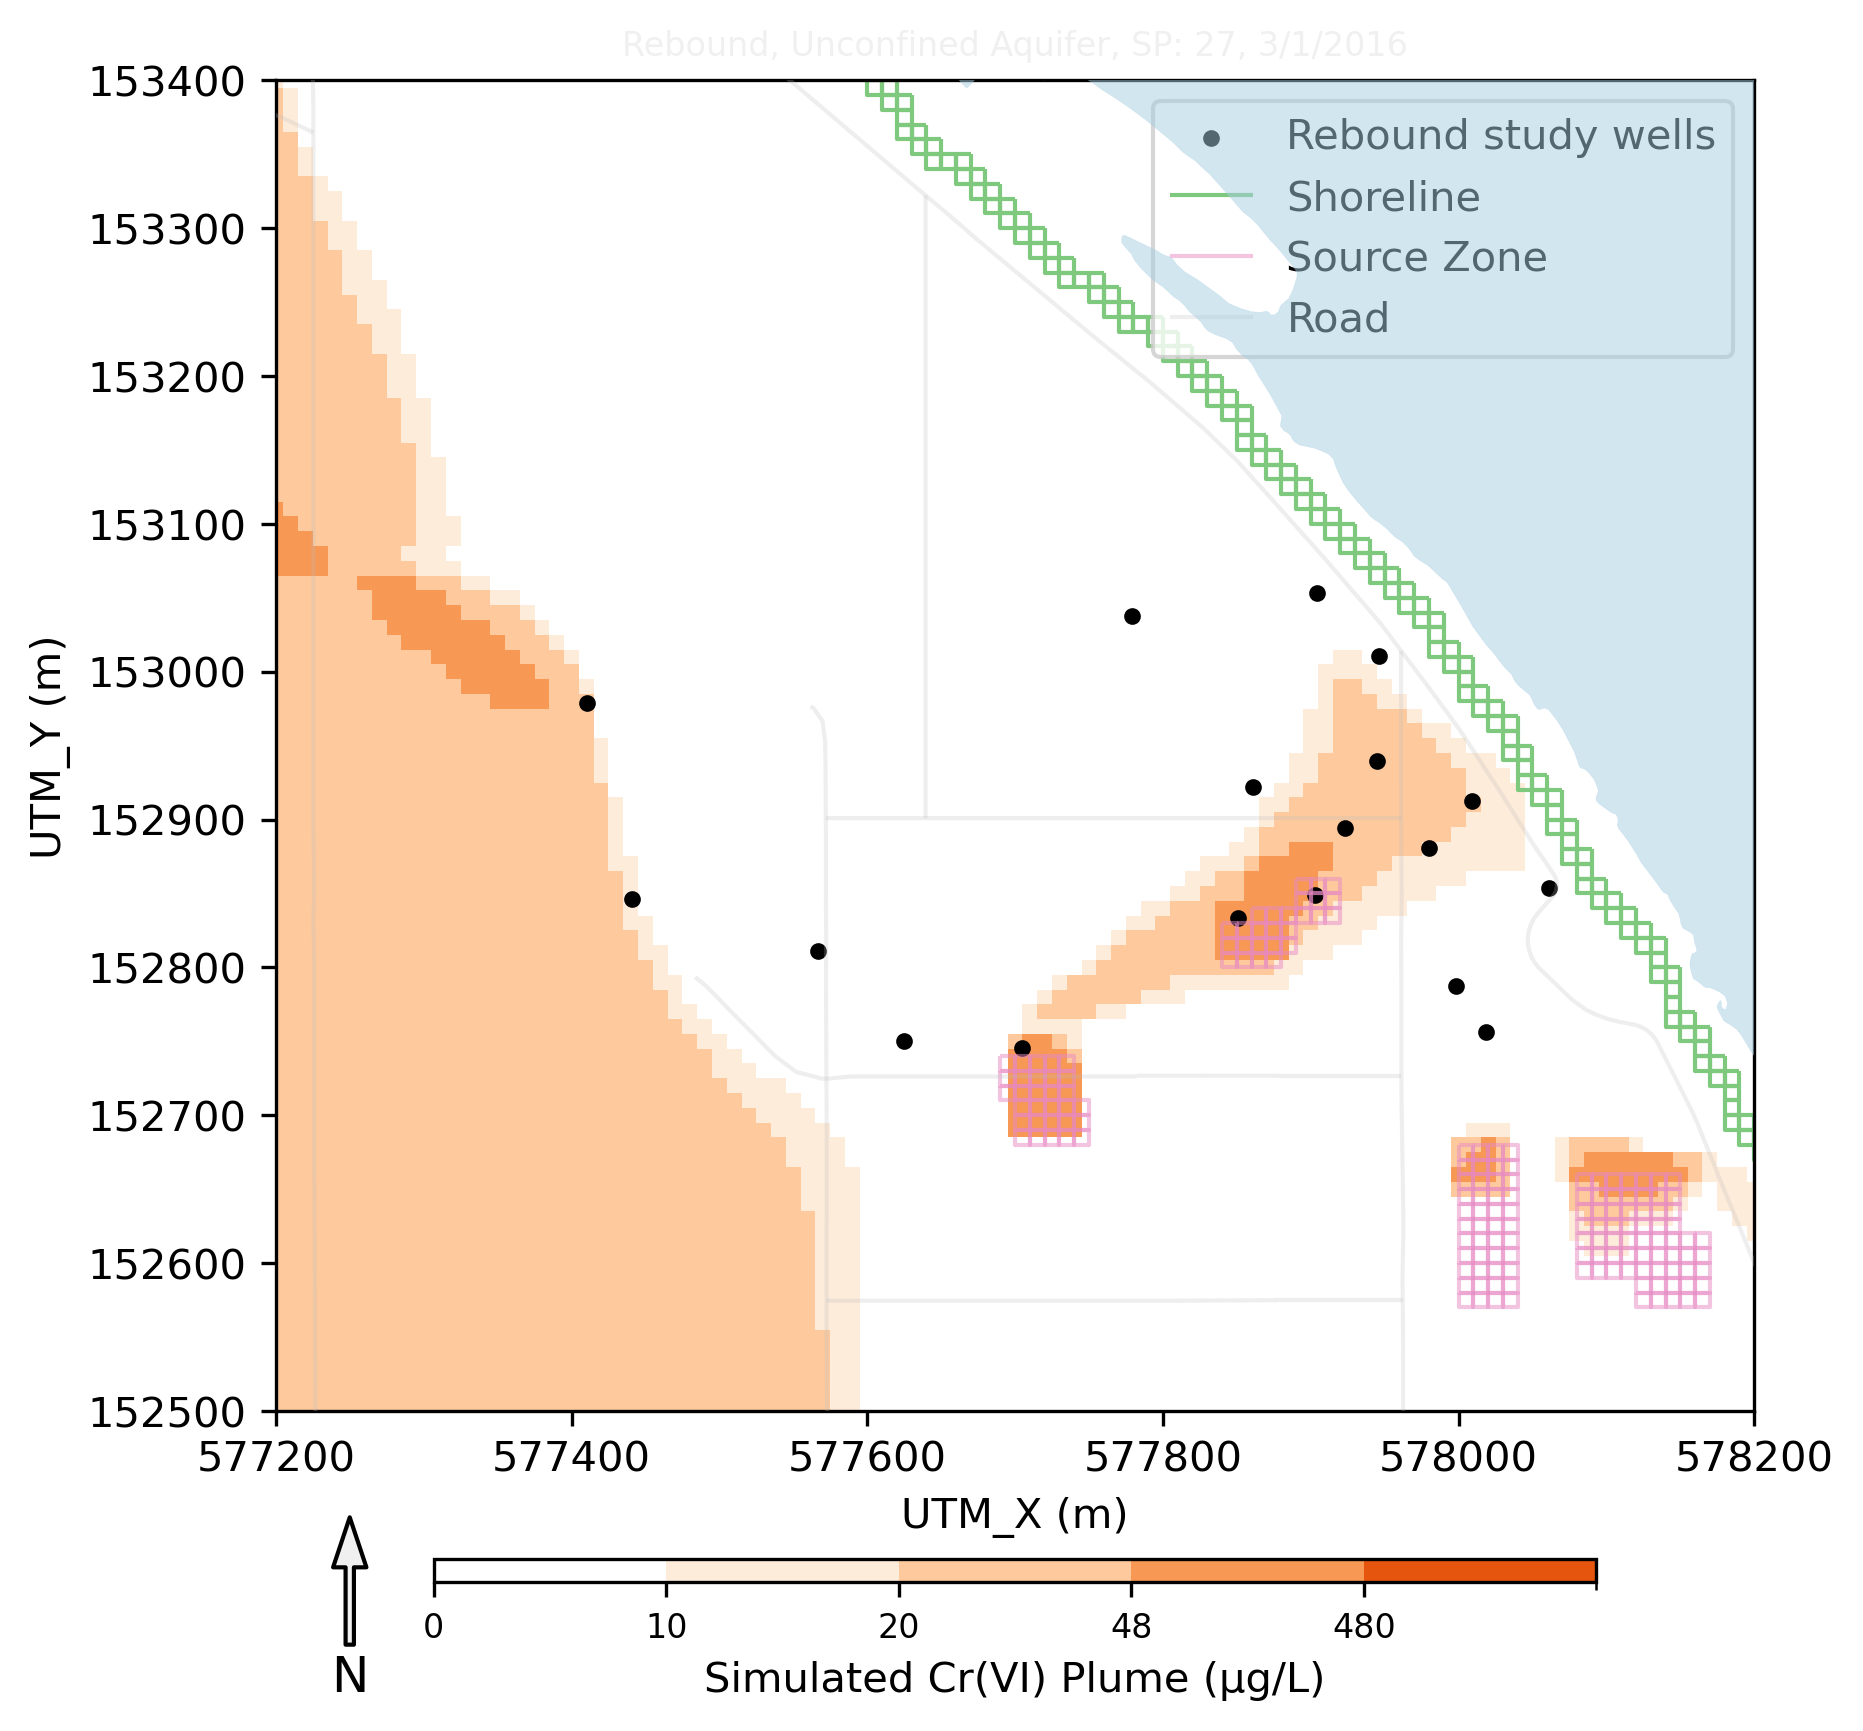 Rebound, Unconfined Aquifer, SP: 27, 3/1/2016
153400
153300
153200
153100
153000
152900
152800
152700
152600
152500
UTM_Y (m)
Rebound study wells
Shoreline
Source Zone
Road
577200 577400 577600 577800 578000 578200
UTM_X (m)
N
0 10 20 48 480
Simulated Cr(VI) Plume (μg/L)